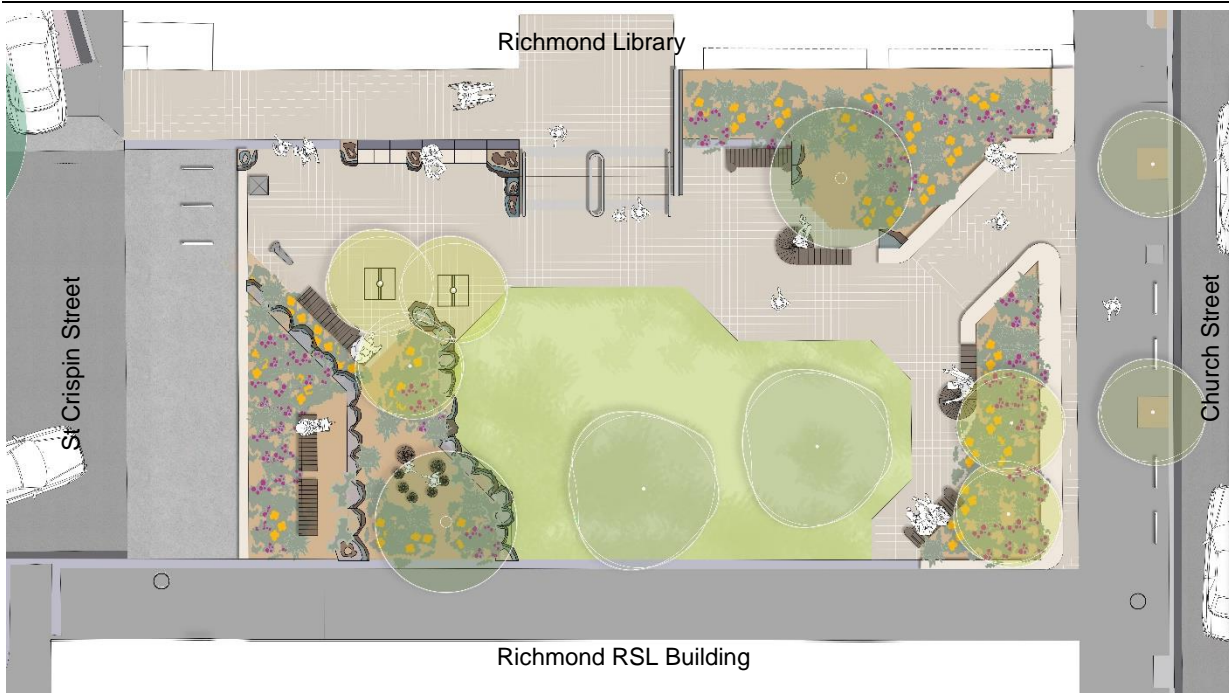 Richmond Library
St Crispin Street
Church Street
Richmond RSL Building